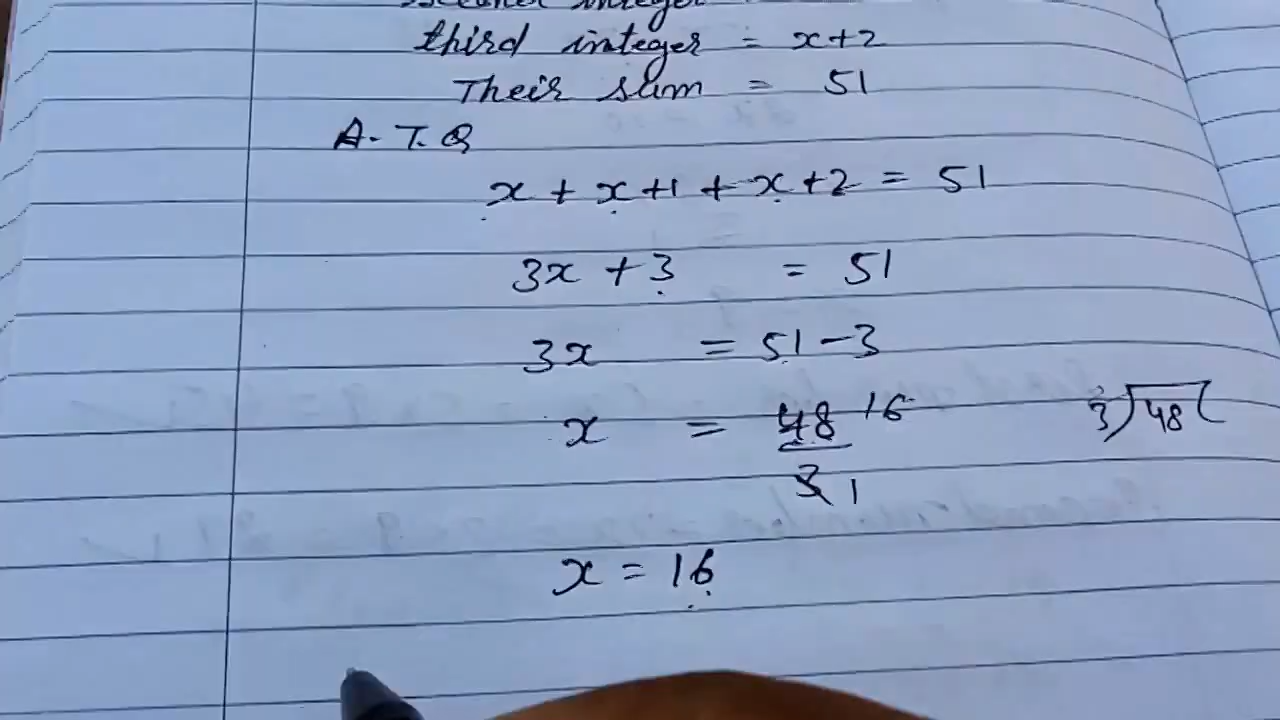 integer
third integer = x+2
Their sum = 51
A.T.Q
x + x+1 + x+2 = 51
3x + 3 = 51
3x = 51-3
x = 48 16
3 1
3 48
x = 16